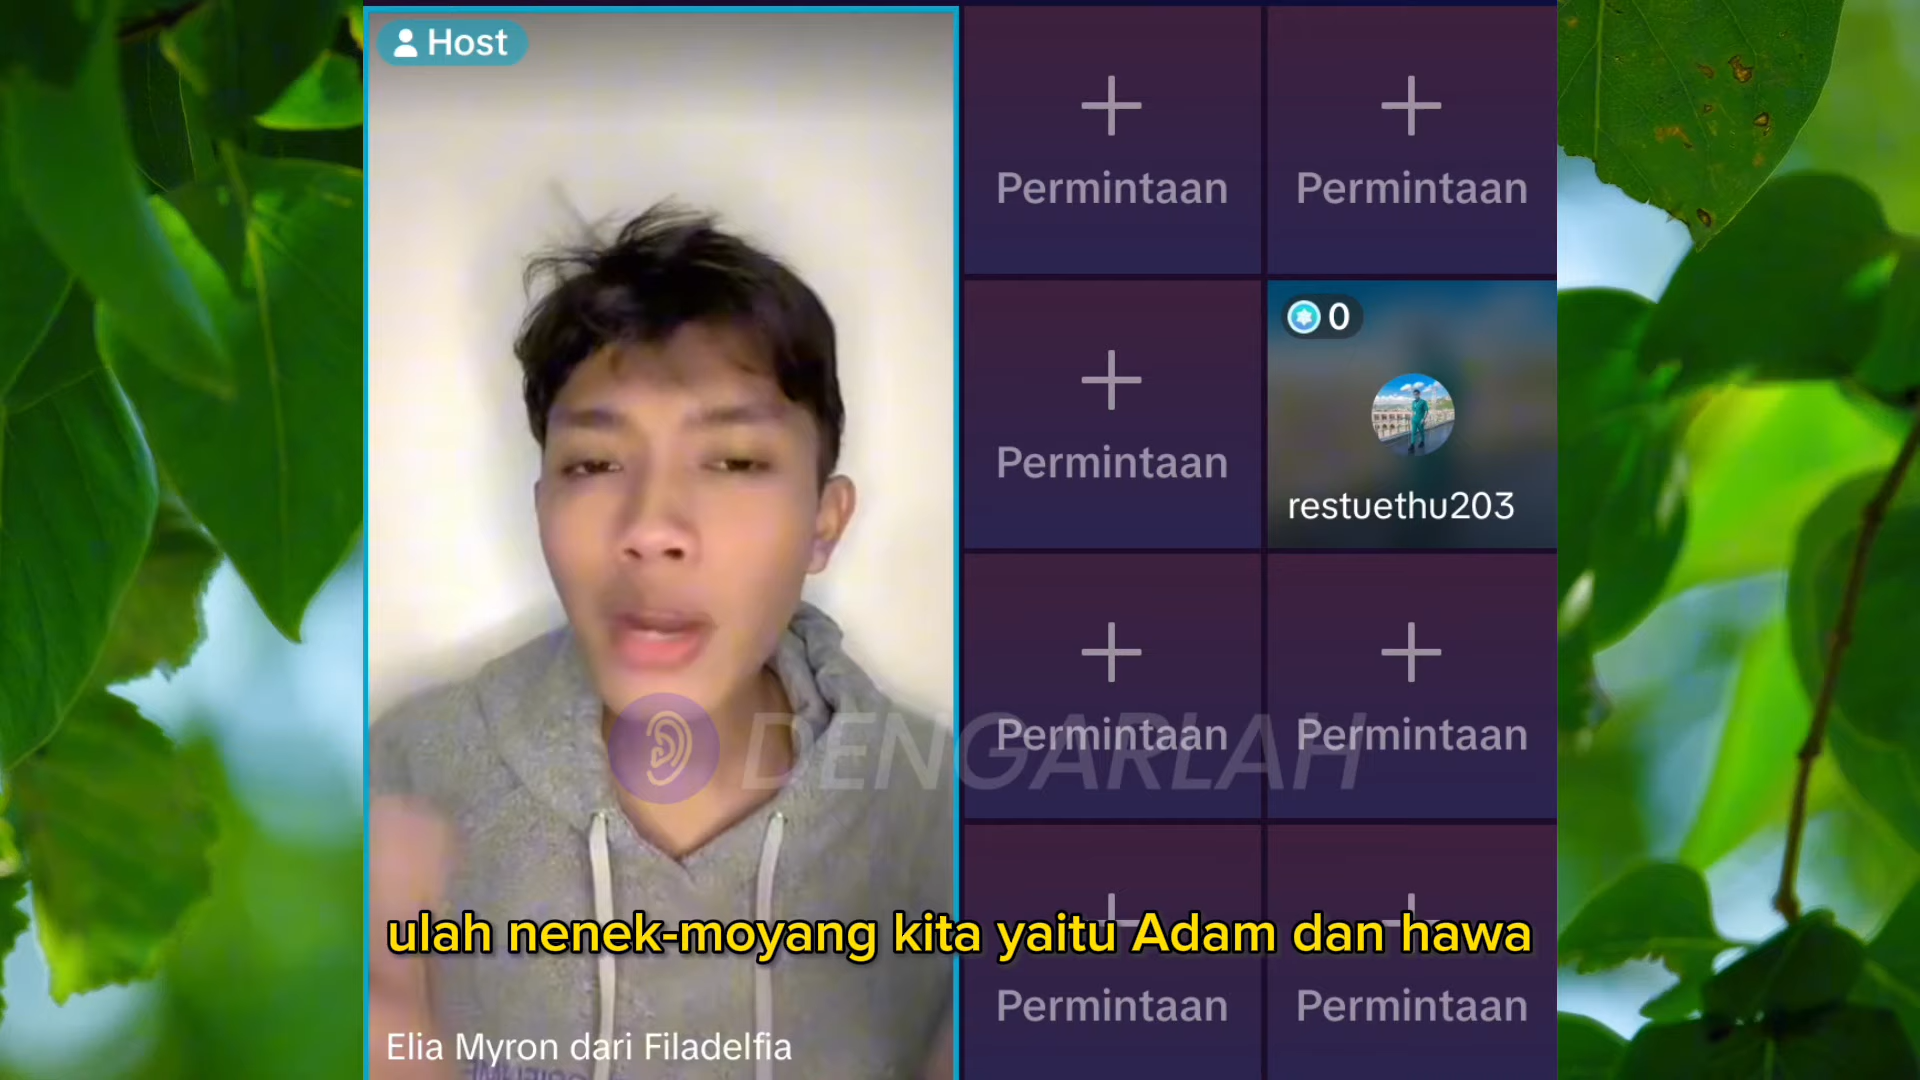 Host
Permintaan
Permintaan
Permintaan
0
restuethu203
Permintaan
Permintaan
DENGARLAH
ulah nenek-moyang kita yaitu Adam dan hawa
Permintaan
Permintaan
Elia Myron dari Filadelfia